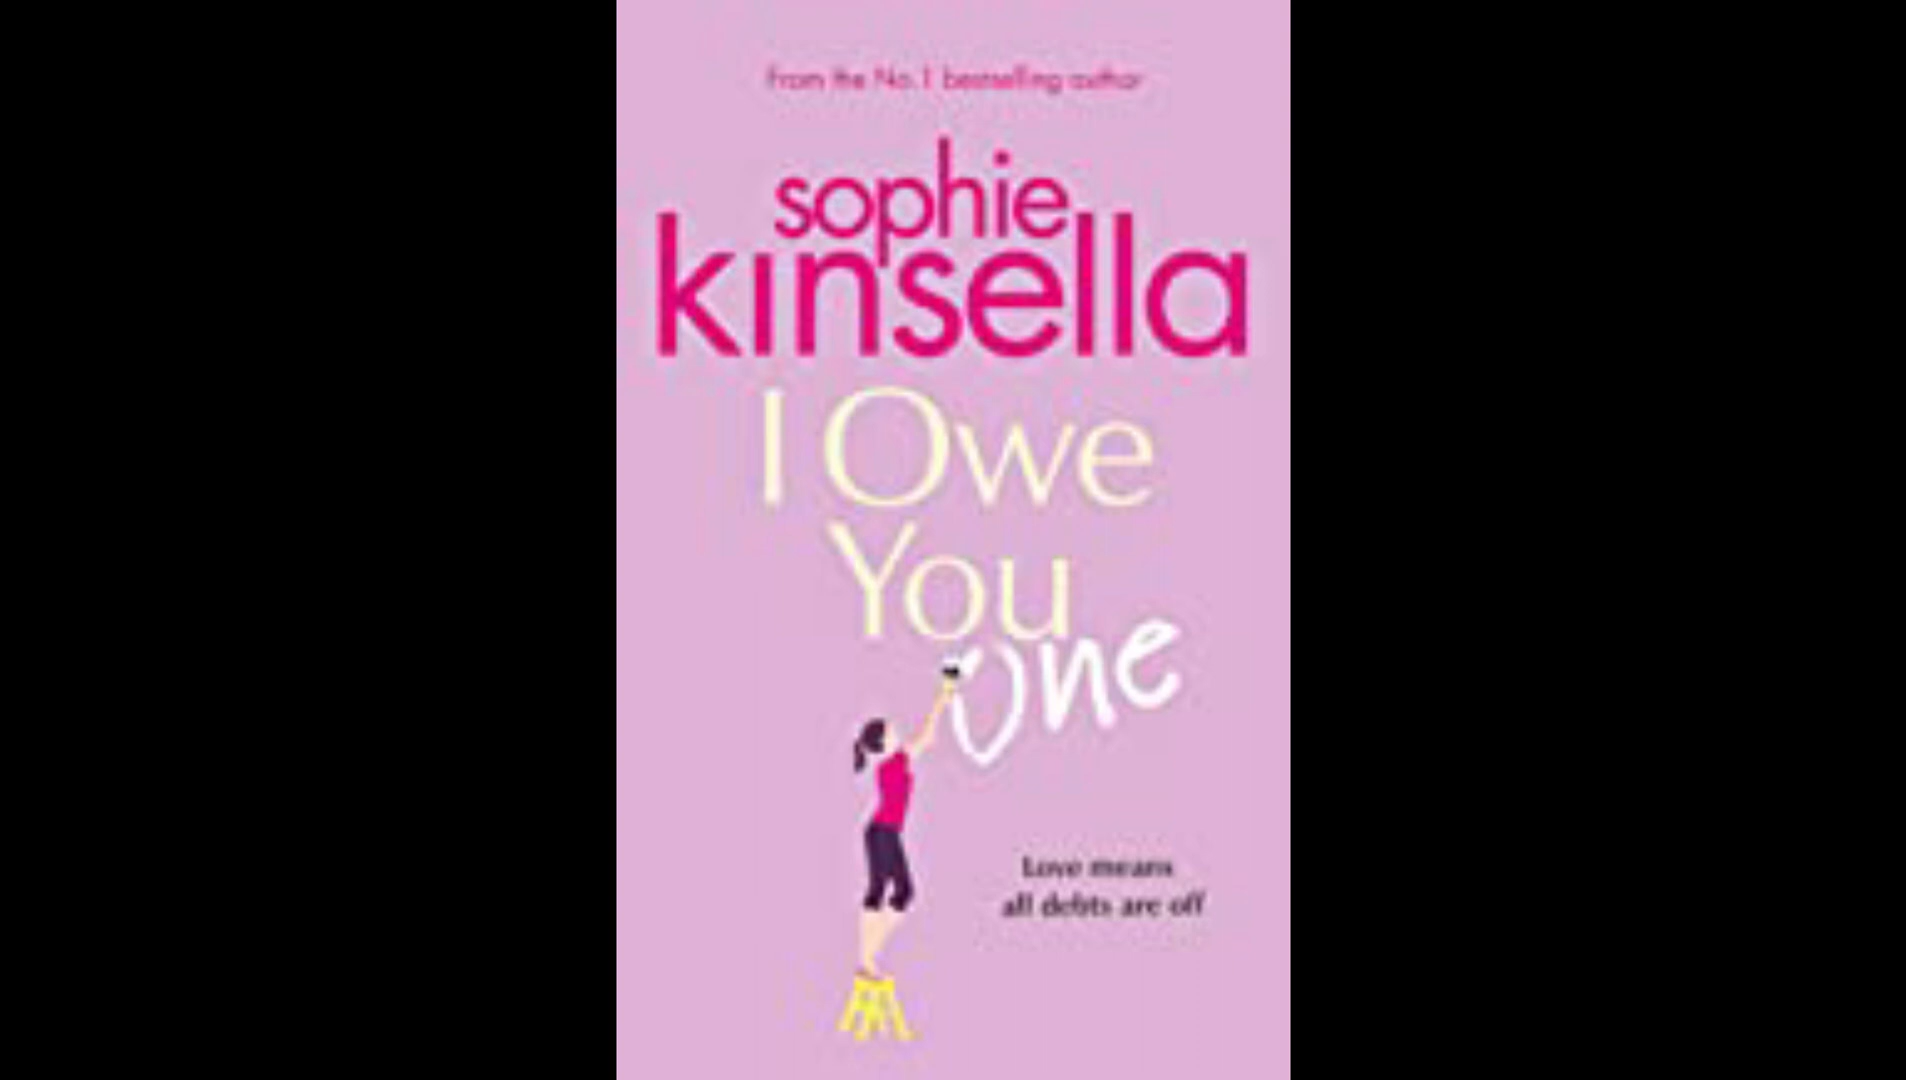 From the No.1 bestselling author
sophie
kinsella
I Owe
You
one
Love means
all debts are off